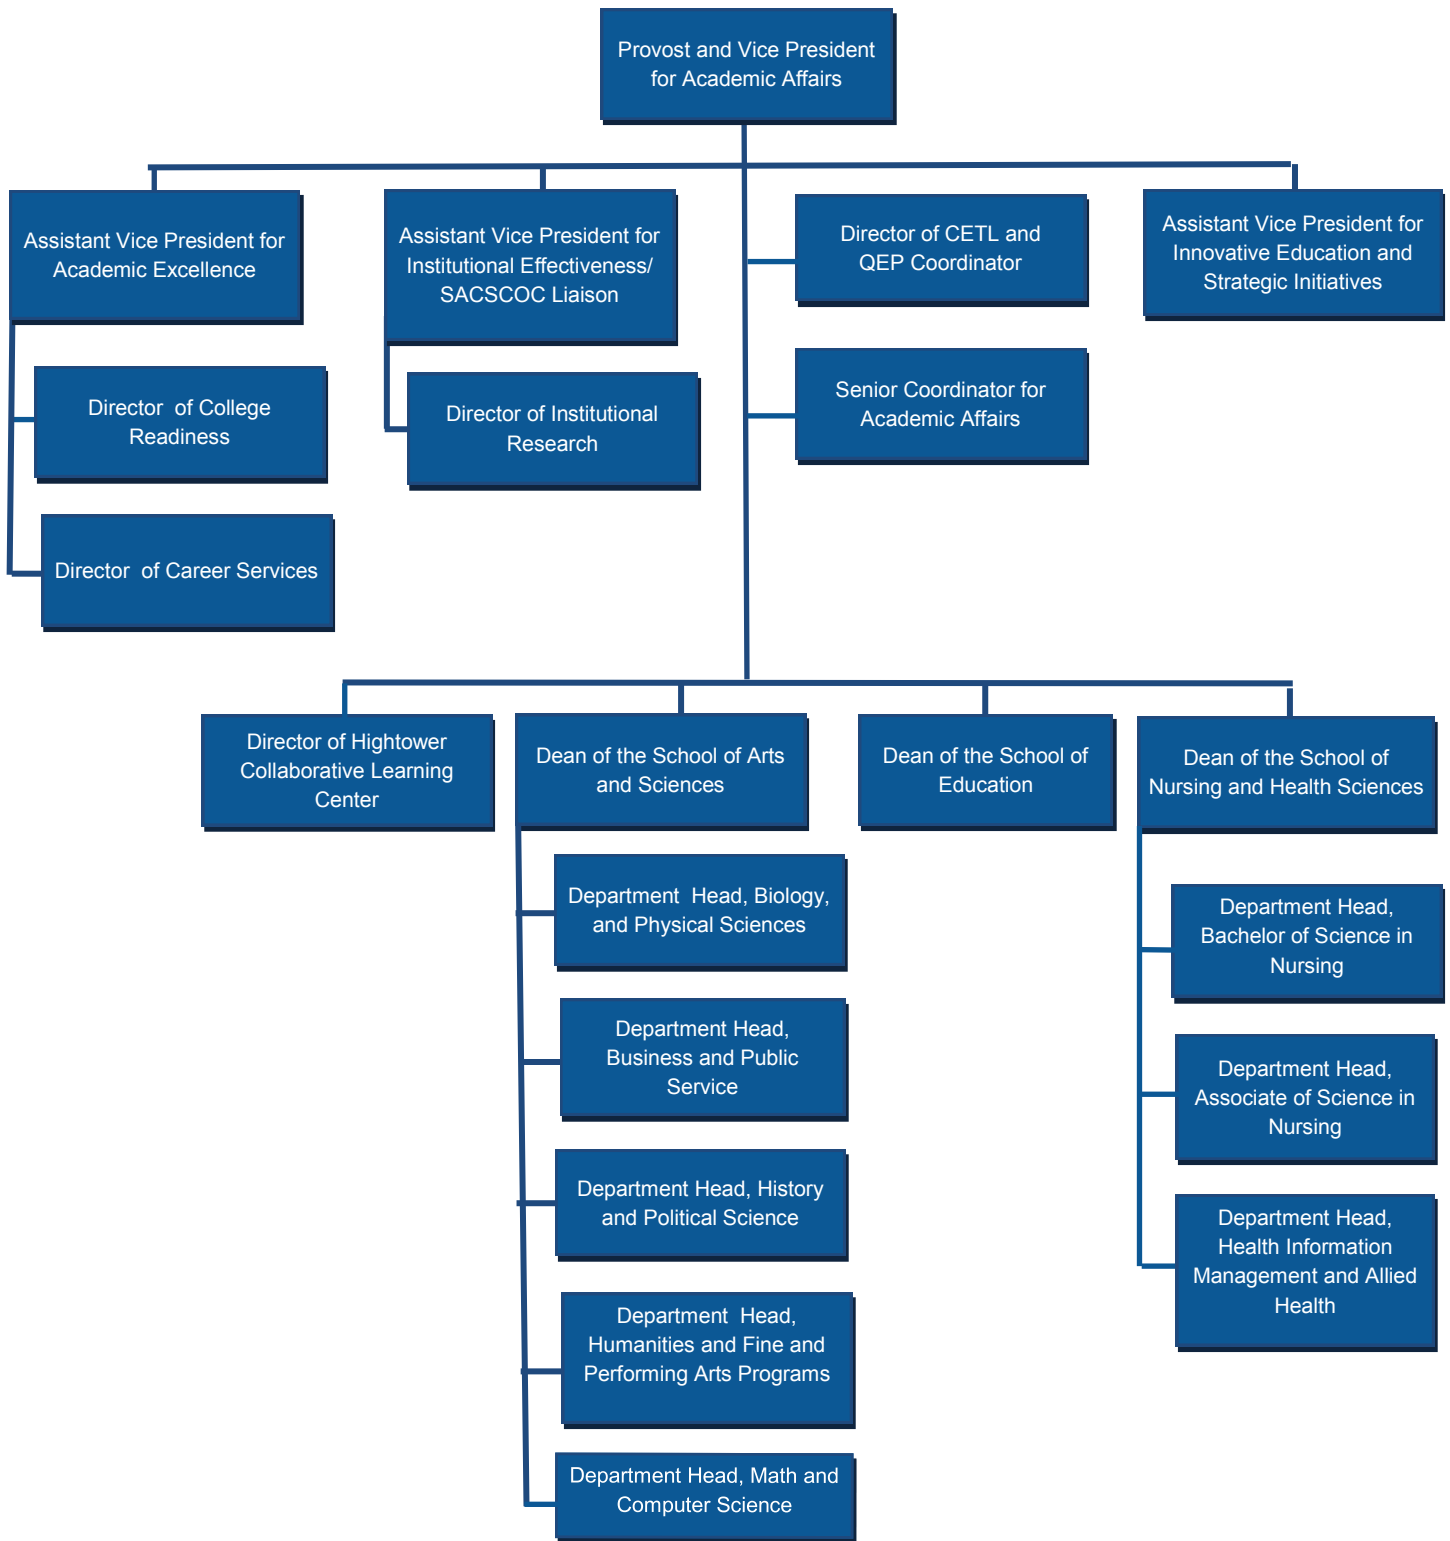 Provost and Vice President
for Academic Affairs
Assistant Vice President for
Academic Excellence
Assistant Vice President for
Institutional Effectiveness/
SACSCOC Liaison
Director of CETL and
QEP Coordinator
Assistant Vice President for
Innovative Education and
Strategic Initiatives
Director of College
Readiness
Director of Institutional
Research
Senior Coordinator for
Academic Affairs
Director of Career Services
Director of Hightower
Collaborative Learning
Center
Dean of the School of Arts
and Sciences
Dean of the School of
Education
Dean of the School of
Nursing and Health Sciences
Department Head, Biology,
and Physical Sciences
Department Head,
Business and Public
Service
Department Head, History
and Political Science
Department Head,
Humanities and Fine and
Performing Arts Programs
Department Head, Math and
Computer Science
Department Head,
Bachelor of Science in
Nursing
Department Head,
Associate of Science in
Nursing
Department Head,
Health Information
Management and Allied
Health